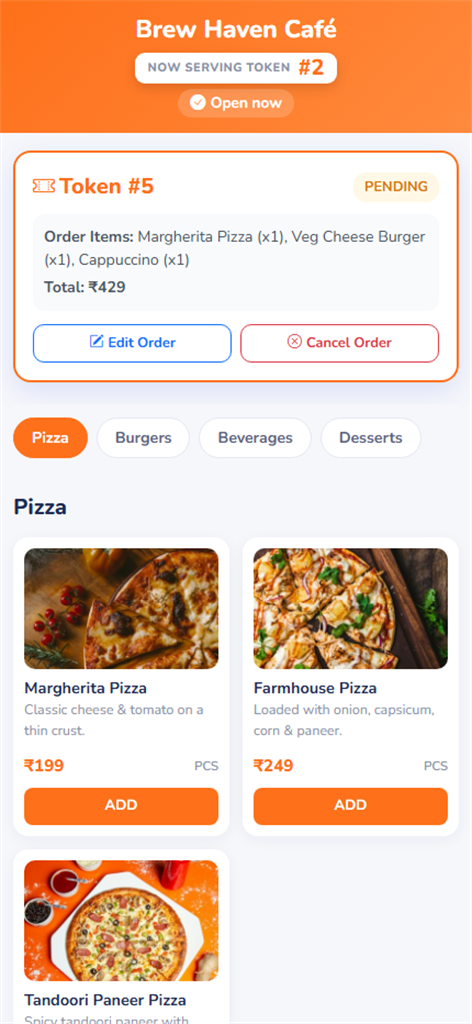 Brew Haven Café
NOW SERVING TOKEN #2
Open now
Token #5
PENDING
Order Items: Margherita Pizza (x1), Veg Cheese Burger
(x1), Cappuccino (x1)
Total: ₹429
Edit Order
Cancel Order
Pizza
Burgers
Beverages
Desserts
Pizza
Margherita Pizza
Classic cheese & tomato on a
thin crust.
₹199
PCS
ADD
Farmhouse Pizza
Loaded with onion, capsicum,
corn & paneer.
₹249
PCS
ADD
Tandoori Paneer Pizza
Spicy tandoori paneer with